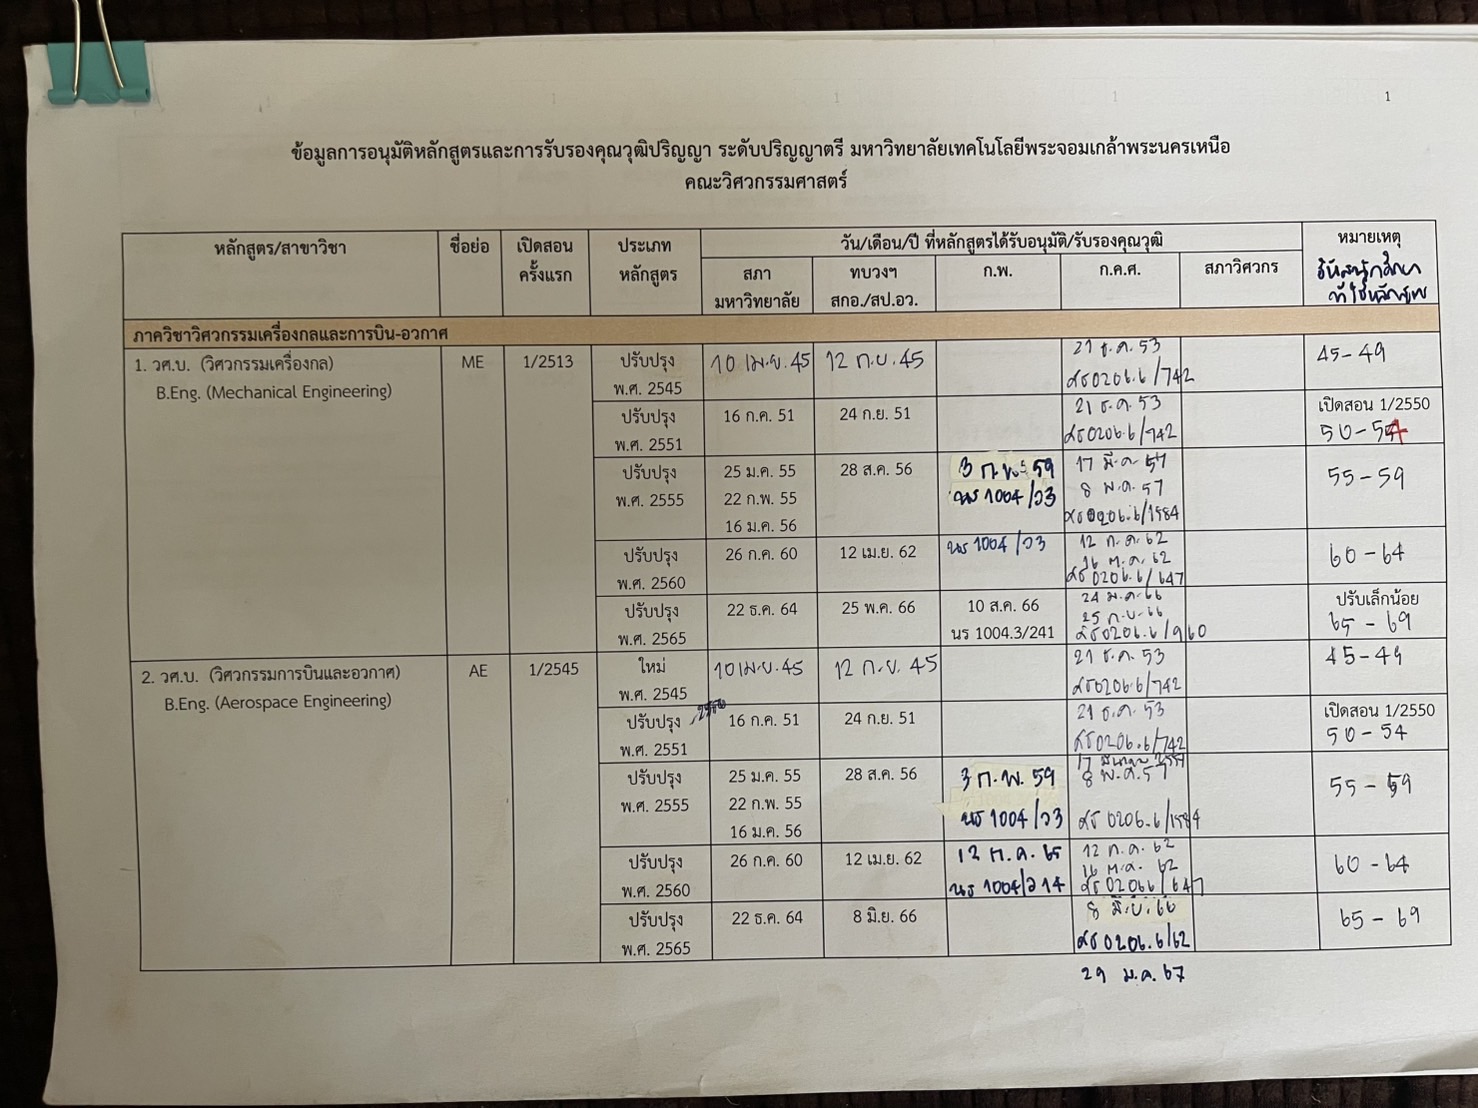 1
ข้อมูลการอนุมัติหลักสูตรและการรับรองคุณวุฒิปริญญา ระดับปริญญาตรี มหาวิทยาลัยเทคโนโลยีพระจอมเกล้าพระนครเหนือ
คณะวิศวกรรมศาสตร์
หลักสูตร/สาขาวิชา ชื่อย่อ เปิดสอนครั้งแรก ประเภทหลักสูตร วัน/เดือน/ปี ที่หลักสูตรได้รับอนุมัติ/รับรองคุณวุฒิ หมายเหตุ
สภามหาวิทยาลัย ทบวงฯ สกอ./สป.อว. ก.พ. ก.ค.ศ. สภาวิศวกร
ที่ใช้หลักสูตร
ภาควิชาวิศวกรรมเครื่องกลและการบิน-อวกาศ
1. วศ.บ. (วิศวกรรมเครื่องกล) ME 1/2513 ปรับปรุง 10 เม.ย. 45 12 ก.ย. 45 21 ธ.ค. 53 45-49
B.Eng. (Mechanical Engineering) พ.ศ. 2545 ศธ0206.6/742
ปรับปรุง 16 ก.ค. 51 24 ก.ย. 51 21 ธ.ค. 53 เปิดสอน 1/2550
พ.ศ. 2551 ศธ0206.6/742 50-54
ปรับปรุง 25 ม.ค. 55 28 ส.ค. 56 3 ก.พ. 59 17 มี.ค. 57 55-59
พ.ศ. 2555 22 ก.พ. 55 นร 1004/ว3 8 พ.ค. 57
16 ม.ค. 56 ศธ0206.6/1584
ปรับปรุง 26 ก.ค. 60 12 เม.ย. 62 นร 1004/ว3 12 ก.ค. 62 60-64
พ.ศ. 2560 16 ต.ค. 62
ศธ 0206.6/647
ปรับปรุง 22 ธ.ค. 64 25 พ.ค. 66 10 ส.ค. 66 24 ม.ค. 66 ปรับเล็กน้อย
พ.ศ. 2565 นร 1004.3/241 25 ก.ย. 66 65-69
ศธ0206.6/960
2. วศ.บ. (วิศวกรรมการบินและอวกาศ) AE 1/2545 ใหม่ 10 เม.ย. 45 12 ก.ย. 45 21 ธ.ค. 53 45-49
B.Eng. (Aerospace Engineering) พ.ศ. 2545 ศธ0206.6/742
ปรับปรุง 16 ก.ค. 51 24 ก.ย. 51 21 ธ.ค. 53 เปิดสอน 1/2550
พ.ศ. 2551 ศธ0206.6/742 50-54
ปรับปรุง 25 ม.ค. 55 28 ส.ค. 56 3 ก.พ. 59 8 พ.ค. 57 55-59
พ.ศ. 2555 22 ก.พ. 55
16 ม.ค. 56 นร 1004/ว3 ศธ 0206.6/1584
ปรับปรุง 26 ก.ค. 60 12 เม.ย. 62 12 ก.ค. 65 12 ก.ค. 62 60-64
พ.ศ. 2560 นร 1004/ว14 16 ต.ค. 62
ศธ 0206.6/647
ปรับปรุง 22 ธ.ค. 64 8 มิ.ย. 66 8 มิ.ย. 66 65-69
พ.ศ. 2565 ศธ 0206.6/62
29 ม.ค. 67